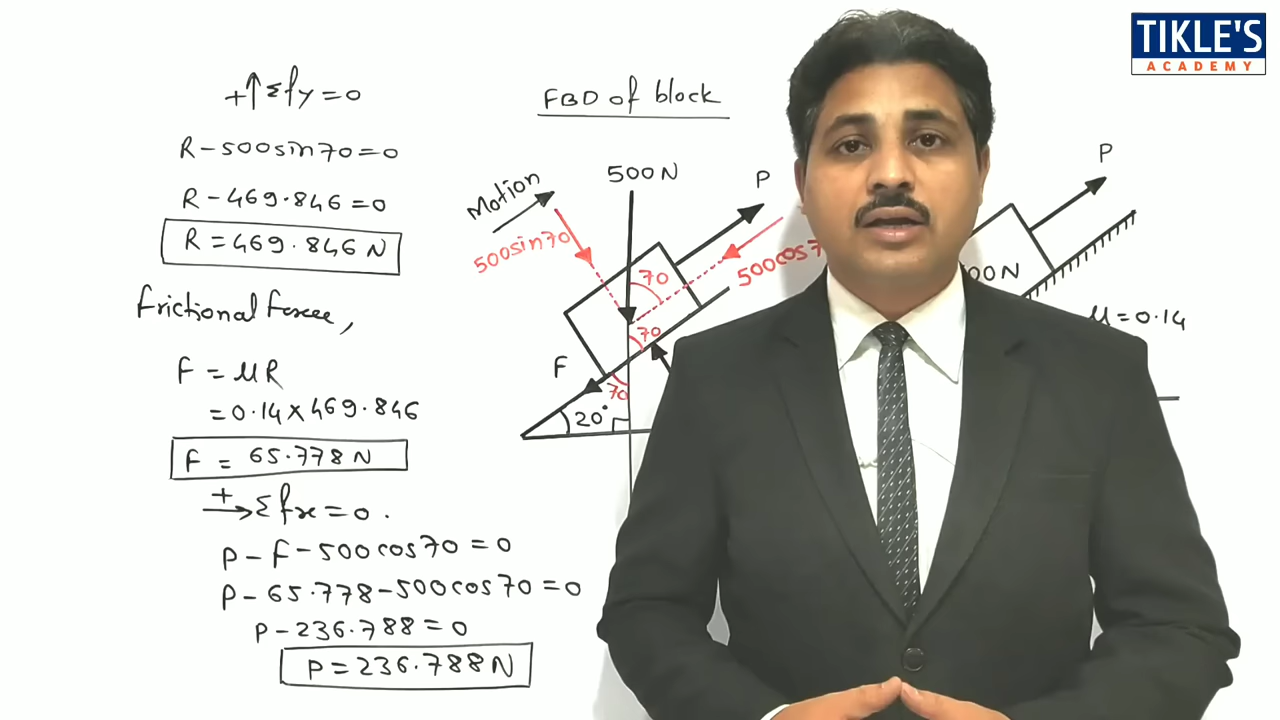 TIKLE'S
ACADEMY
+↑Σfy=0
R-500sin70=0
R-469.846=0
R=469.846N
frictional force,
F=μR
=0.14×469.846
F = 65.778N
+→Σfx=0.
P-F-500cos70=0
P-65.778-500cos70=0
P-236.788=0
P=236.788N
FBD of block
500N
Motion
P
500sin70
70
500cos7
70
F
70
20°
P
00N
μ=0.14